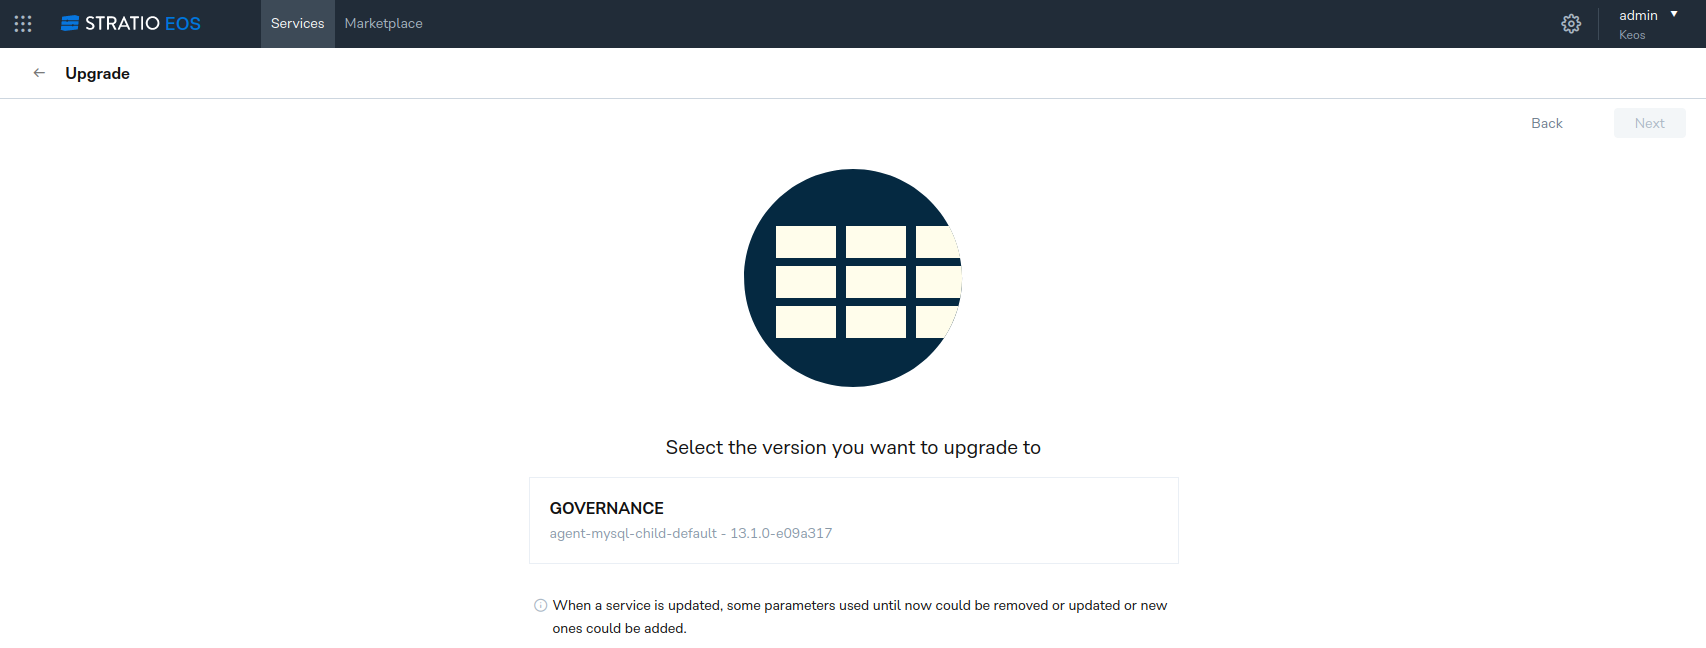 STRATIO EOS
Services
Marketplace
admin
Keos
Upgrade
Back
Next
Select the version you want to upgrade to
GOVERNANCE
agent-mysql-child-default - 13.1.0-e09a317
When a service is updated, some parameters used until now could be removed or updated or new
ones could be added.